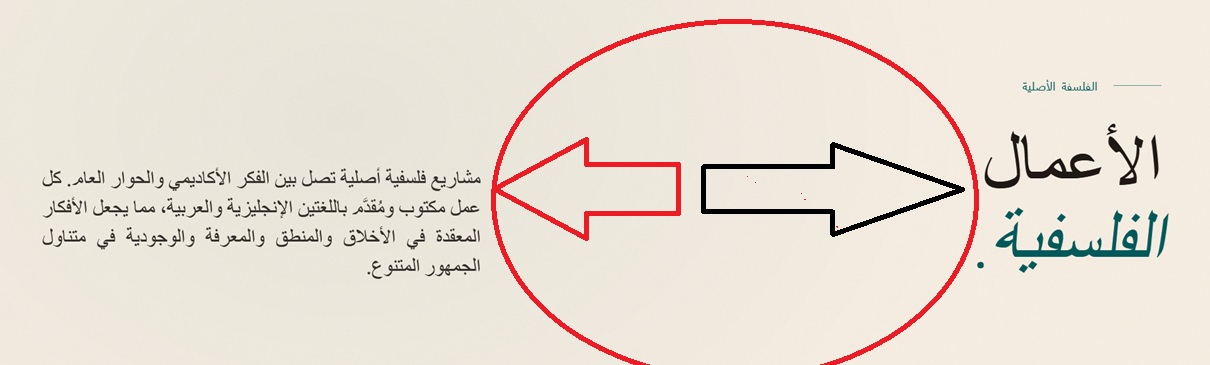 الفلسفة الأصلية
الأعمال
الفلسفية .
مشاريع فلسفية أصلية تصل بين الفكر الأكاديمي والحوار العام. كل
عمل مكتوب ومُقدَّم باللغتين الإنجليزية والعربية، مما يجعل الأفكار
المعقدة في الأخلاق والمنطق والمعرفة والوجودية في متناول
الجمهور المتنوع.